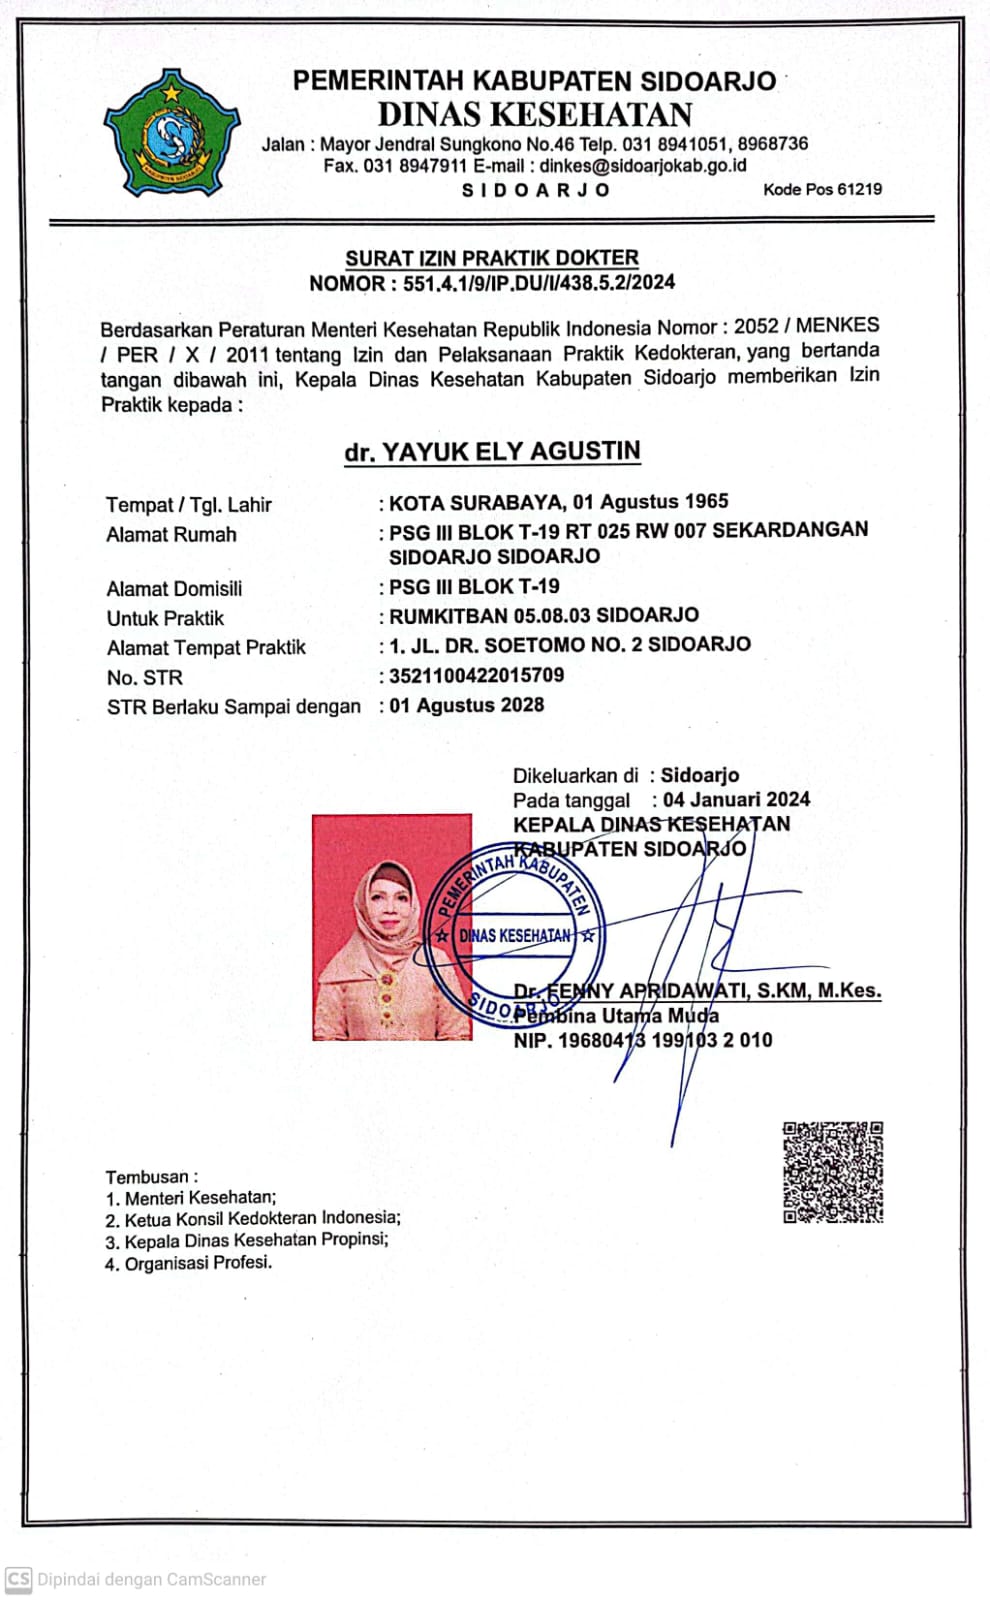 PEMERINTAH KABUPATEN SIDOARJO
DINAS KESEHATAN
Jalan : Mayor Jendral Sungkono No.46 Telp. 031 8941051, 8968736
Fax. 031 8947911 E-mail : dinkes@sidoarjokab.go.id
S I D O A R J O
Kode Pos 61219
KABUPATEN SIDOARJO
SURAT IZIN PRAKTIK DOKTER
NOMOR : 551.4.1/9/IP.DU/I/438.5.2/2024
Berdasarkan Peraturan Menteri Kesehatan Republik Indonesia Nomor : 2052 / MENKES
/ PER / X / 2011 tentang Izin dan Pelaksanaan Praktik Kedokteran, yang bertanda
tangan dibawah ini, Kepala Dinas Kesehatan Kabupaten Sidoarjo memberikan Izin
Praktik kepada :
dr. YAYUK ELY AGUSTIN
Tempat / Tgl. Lahir : KOTA SURABAYA, 01 Agustus 1965
Alamat Rumah : PSG III BLOK T-19 RT 025 RW 007 SEKARDANGAN
SIDOARJO SIDOARJO
Alamat Domisili : PSG III BLOK T-19
Untuk Praktik : RUMKITBAN 05.08.03 SIDOARJO
Alamat Tempat Praktik : 1. JL. DR. SOETOMO NO. 2 SIDOARJO
No. STR : 3521100422015709
STR Berlaku Sampai dengan : 01 Agustus 2028
Dikeluarkan di : Sidoarjo
Pada tanggal : 04 Januari 2024
KEPALA DINAS KESEHATAN
KABUPATEN SIDOARJO
PEMERINTAH KABUPATEN
DINAS KESEHATAN
SIDOARJO
Dr. FENNY APRIDAWATI, S.KM, M.Kes.
Pembina Utama Muda
NIP. 19680413 199103 2 010
Tembusan :
1. Menteri Kesehatan;
2. Ketua Konsil Kedokteran Indonesia;
3. Kepala Dinas Kesehatan Propinsi;
4. Organisasi Profesi.
CS Dipindai dengan CamScanner